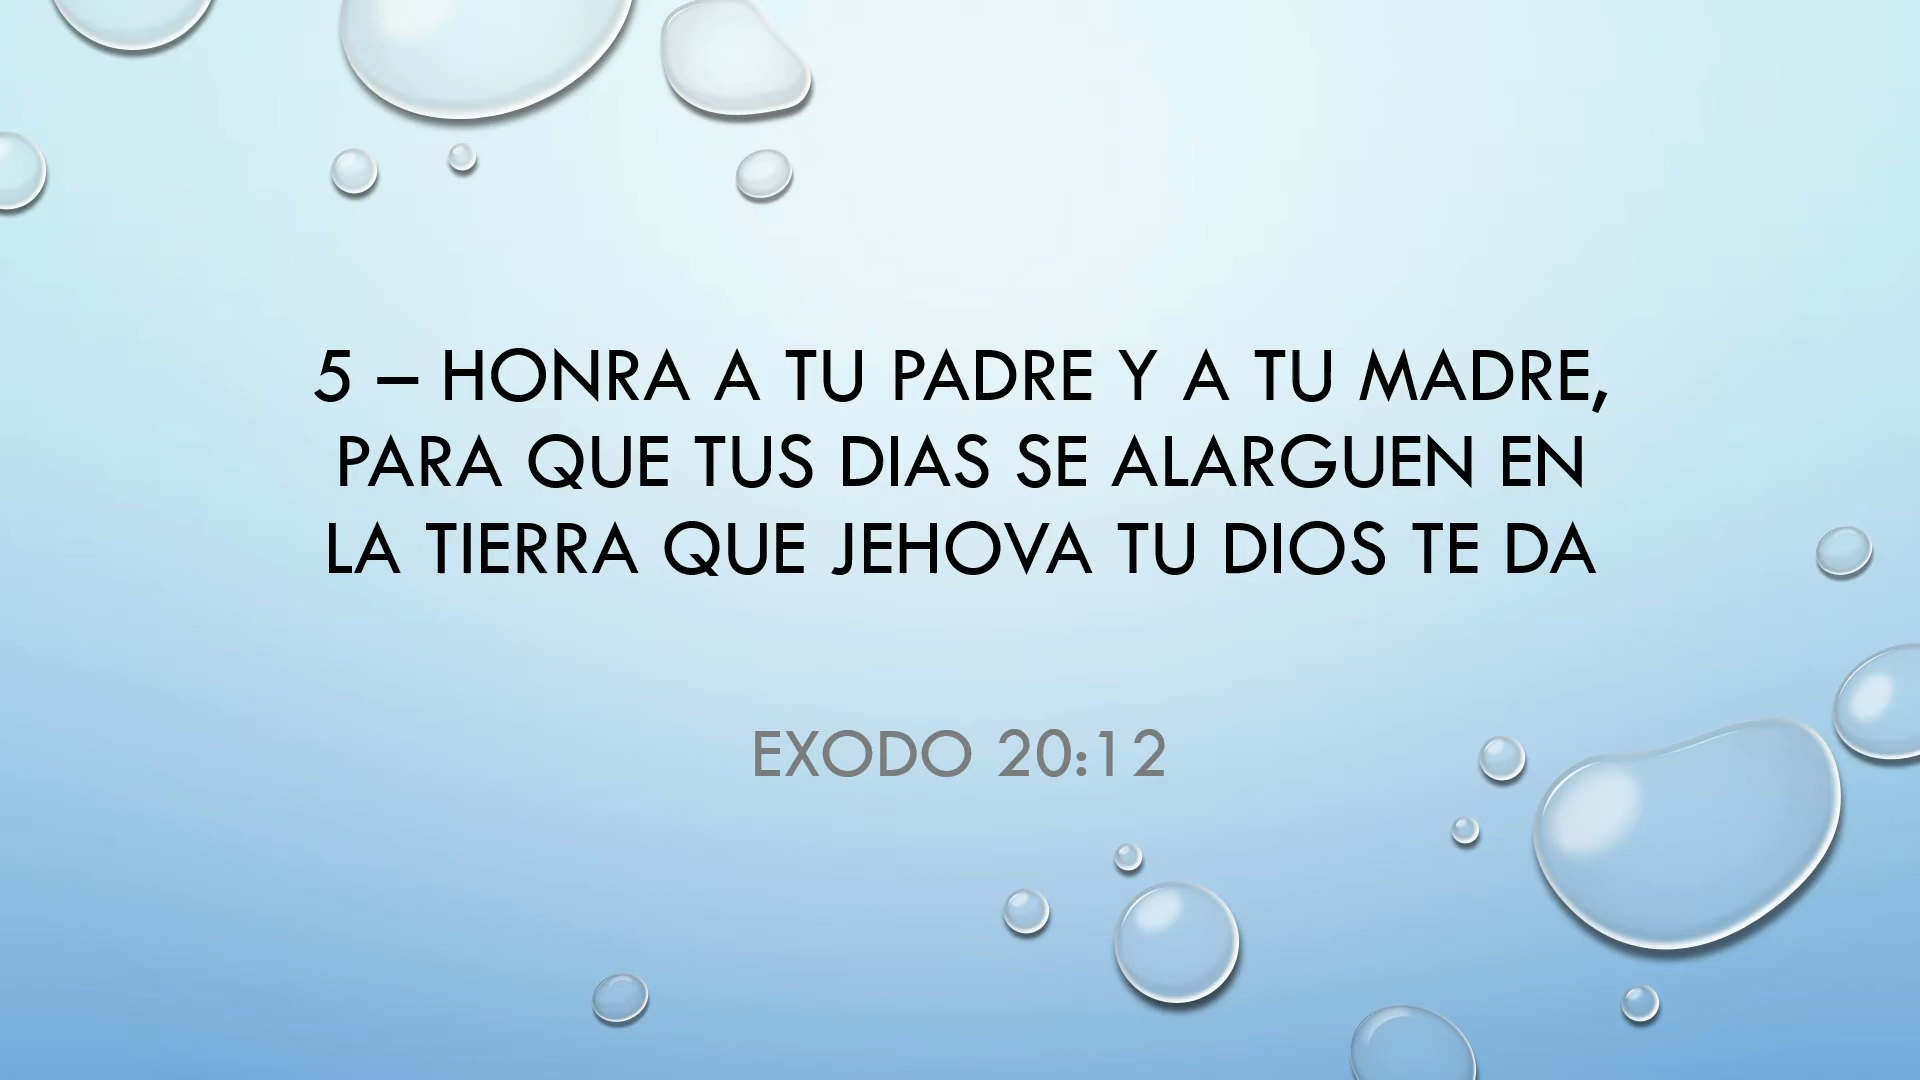 5 – HONRA A TU PADRE Y A TU MADRE,
PARA QUE TUS DIAS SE ALARGUEN EN
LA TIERRA QUE JEHOVA TU DIOS TE DA
EXODO 20:12